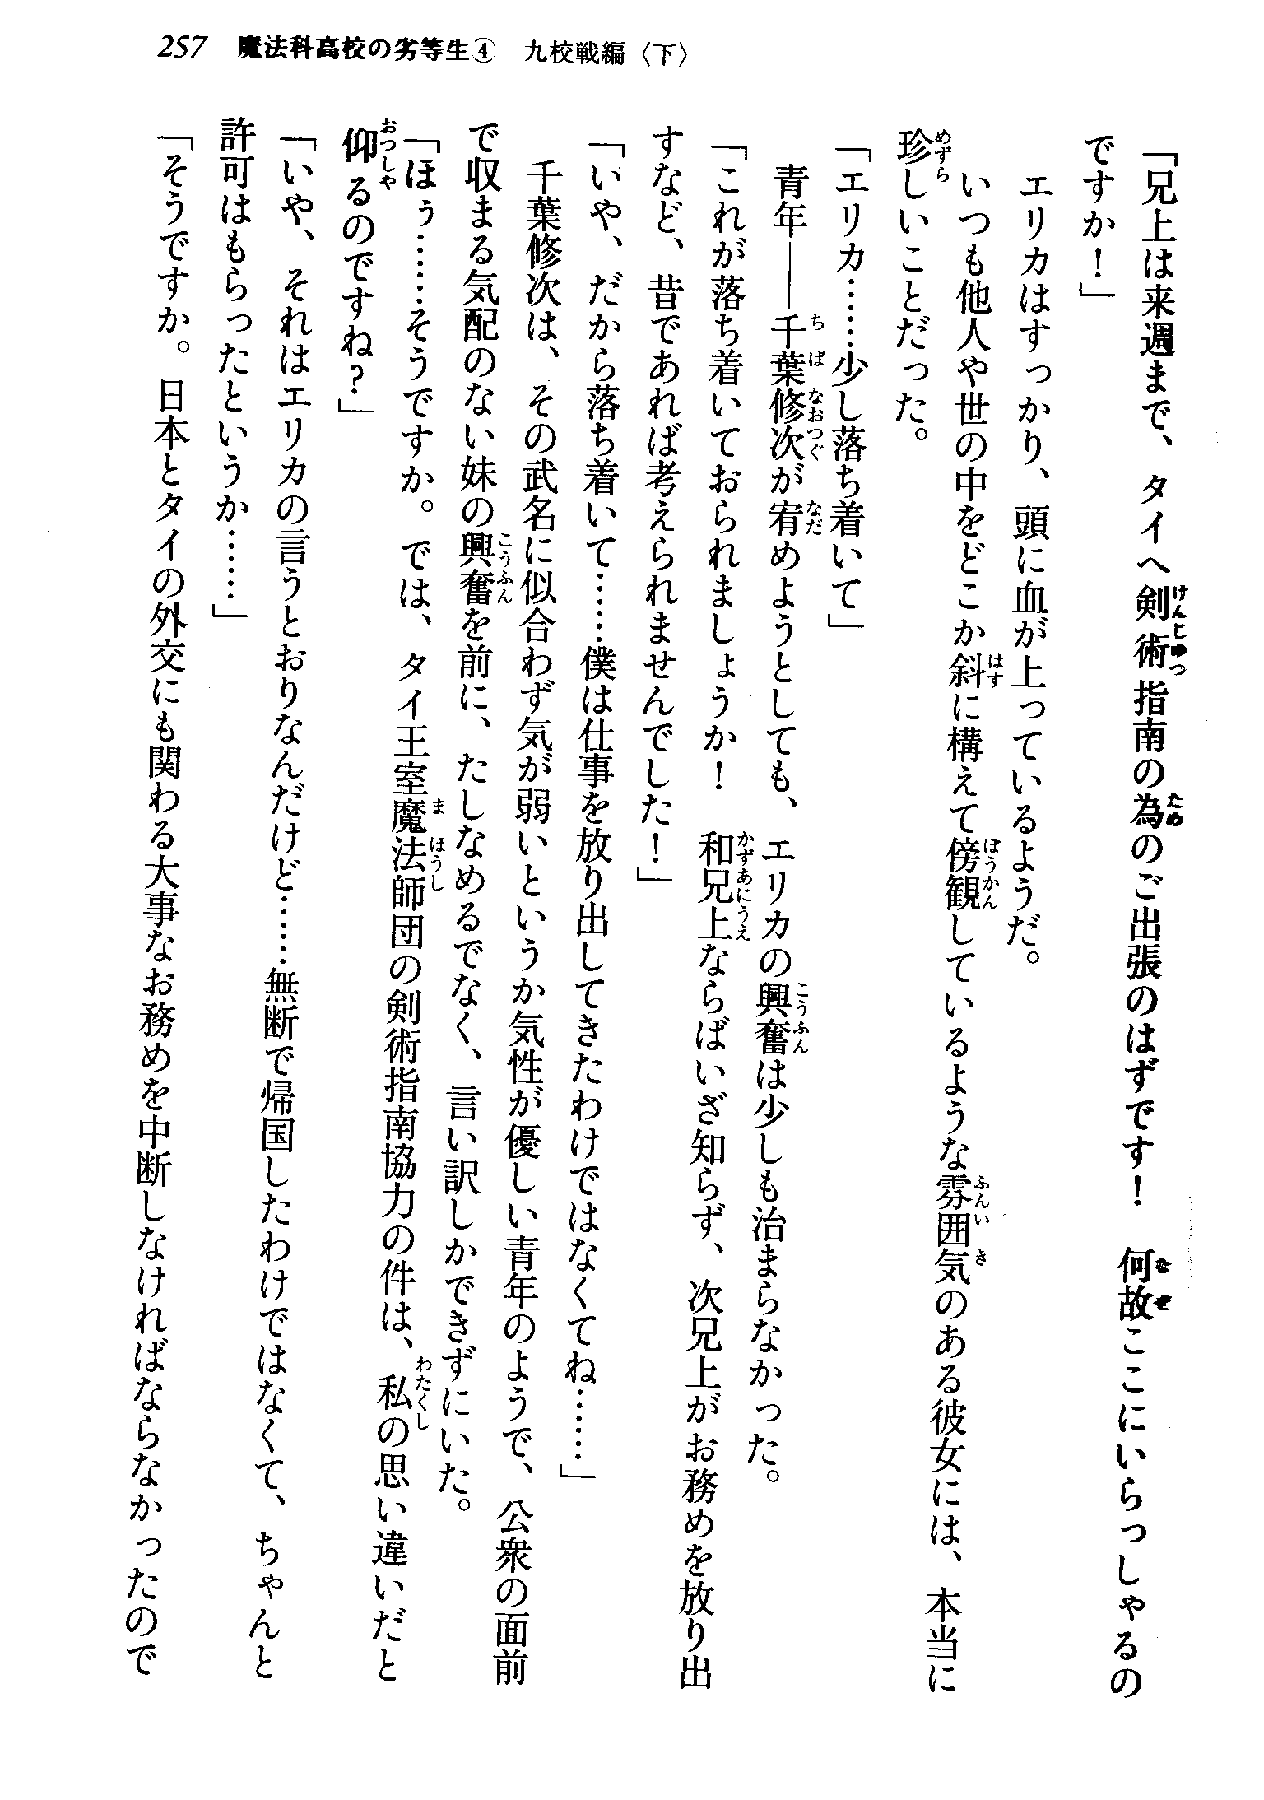 257　魔法科高校の劣等生④　九校戦編〈下〉
「兄上は来週まで、タイへ剣術指南の為のご出張のはずです！　何故ここにいらっしゃるの
ですか！」
　エリカはすっかり、頭に血が上っているようだ。
　いつも他人や世の中をどこか斜に構えて傍観しているような雰囲気のある彼女には、本当に
珍しいことだった。
「エリカ……少し落ち着いて」
　青年――千葉修次が宥めようとしても、エリカの興奮は少しも治まらなかった。
「これが落ち着いておられましょうか！　和兄上ならばいざ知らず、次兄上がお務めを放り出
すなど、昔であれば考えられませんでした！」
「いや、だから落ち着いて……僕は仕事を放り出してきたわけではなくてね……」
　千葉修次は、その武名に似合わず気が弱いというか気性が優しい青年のようで、公衆の面前
で収まる気配のない妹の興奮を前に、たしなめるでなく、言い訳しかできずにいた。
「ほぅ……そうですか。では、タイ王室魔法師団の剣術指南協力の件は、私の思い違いだと
仰るのですね？」
「いや、それはエリカの言うとおりなんだけど……無断で帰国したわけではなくて、ちゃんと
許可はもらったというか……」
「そうですか。日本とタイの外交にも関わる大事なお務めを中断しなければならなかったので